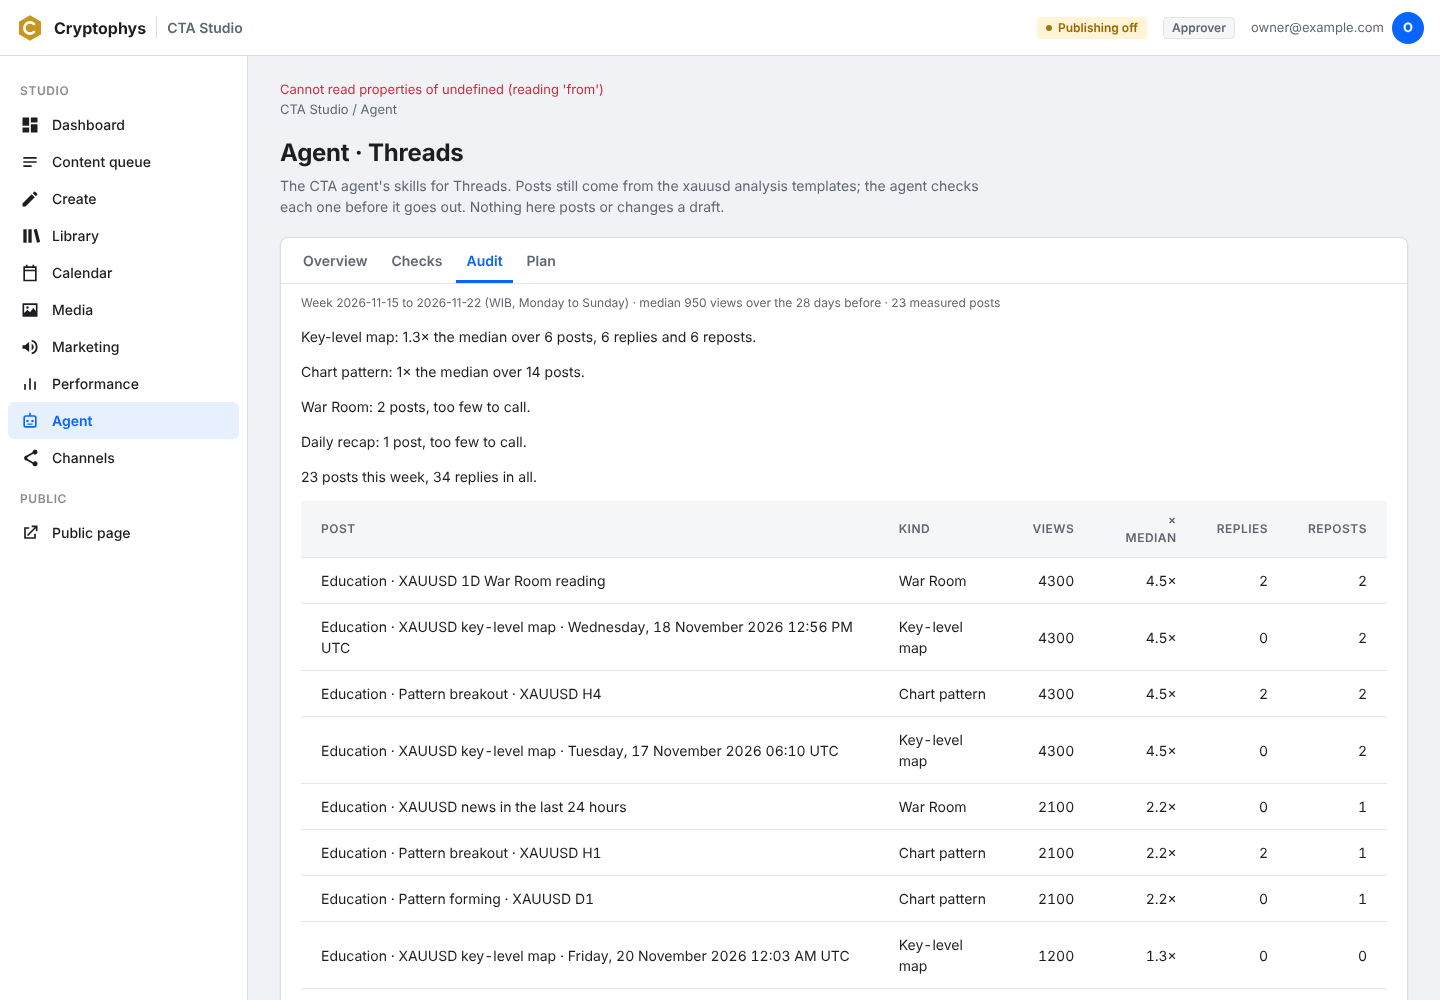 Cryptophys
CTA Studio
Publishing off
Approver
owner@example.com
O
STUDIO
Dashboard
Content queue
Create
Library
Calendar
Media
Marketing
Performance
Agent
Channels
PUBLIC
Public page
Cannot read properties of undefined (reading 'from')
CTA Studio / Agent
Agent · Threads
The CTA agent's skills for Threads. Posts still come from the xauusd analysis templates; the agent checks
each one before it goes out. Nothing here posts or changes a draft.
Overview Checks Audit Plan
Week 2026-11-15 to 2026-11-22 (WIB, Monday to Sunday) · median 950 views over the 28 days before · 23 measured posts
Key-level map: 1.3× the median over 6 posts, 6 replies and 6 reposts.
Chart pattern: 1× the median over 14 posts.
War Room: 2 posts, too few to call.
Daily recap: 1 post, too few to call.
23 posts this week, 34 replies in all.
POST KIND VIEWS × MEDIAN REPLIES REPOSTS
Education · XAUUSD 1D War Room reading War Room 4300 4.5× 2 2
Education · XAUUSD key-level map · Wednesday, 18 November 2026 12:56 PM UTC Key-level map 4300 4.5× 0 2
Education · Pattern breakout · XAUUSD H4 Chart pattern 4300 4.5× 2 2
Education · XAUUSD key-level map · Tuesday, 17 November 2026 06:10 UTC Key-level map 4300 4.5× 0 2
Education · XAUUSD news in the last 24 hours War Room 2100 2.2× 0 1
Education · Pattern breakout · XAUUSD H1 Chart pattern 2100 2.2× 2 1
Education · Pattern forming · XAUUSD D1 Chart pattern 2100 2.2× 0 1
Education · XAUUSD key-level map · Friday, 20 November 2026 12:03 AM UTC Key-level map 1200 1.3× 0 0